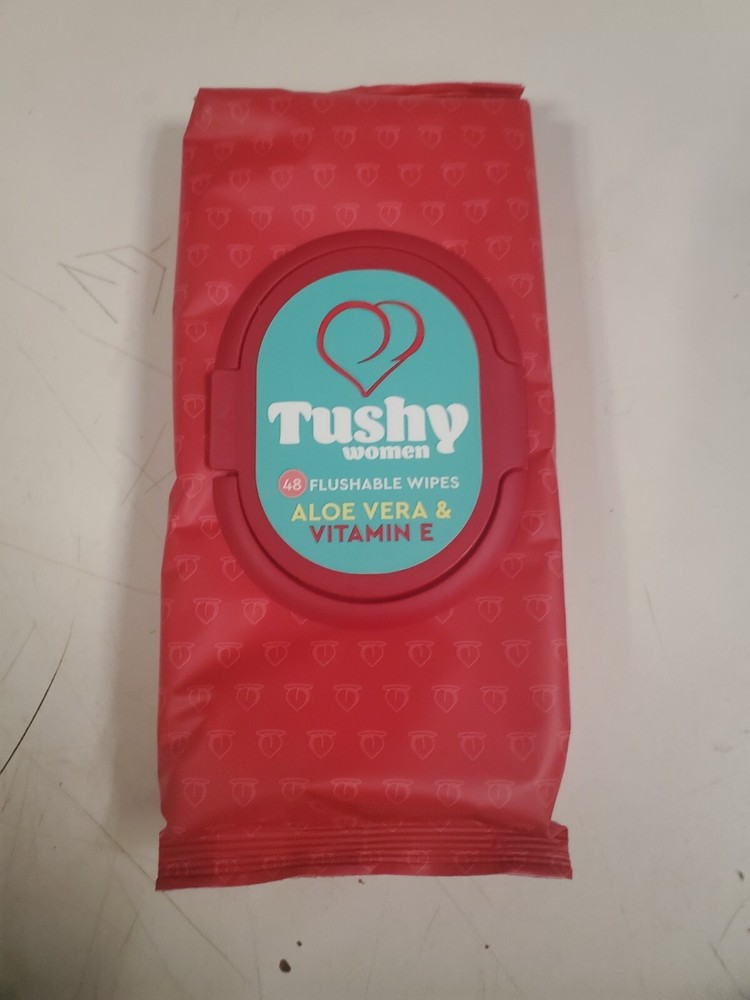 Tushy
women
48 FLUSHABLE WIPES
ALOE VERA &
VITAMIN E